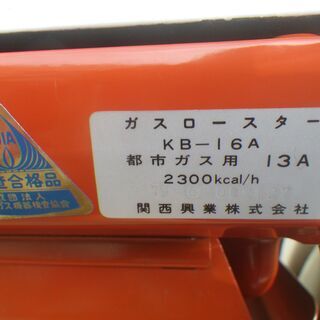 ガスロースター
KB-16A
都市ガス用 13A
2300kcal/h
関西興業株式会社
JIA
合格品